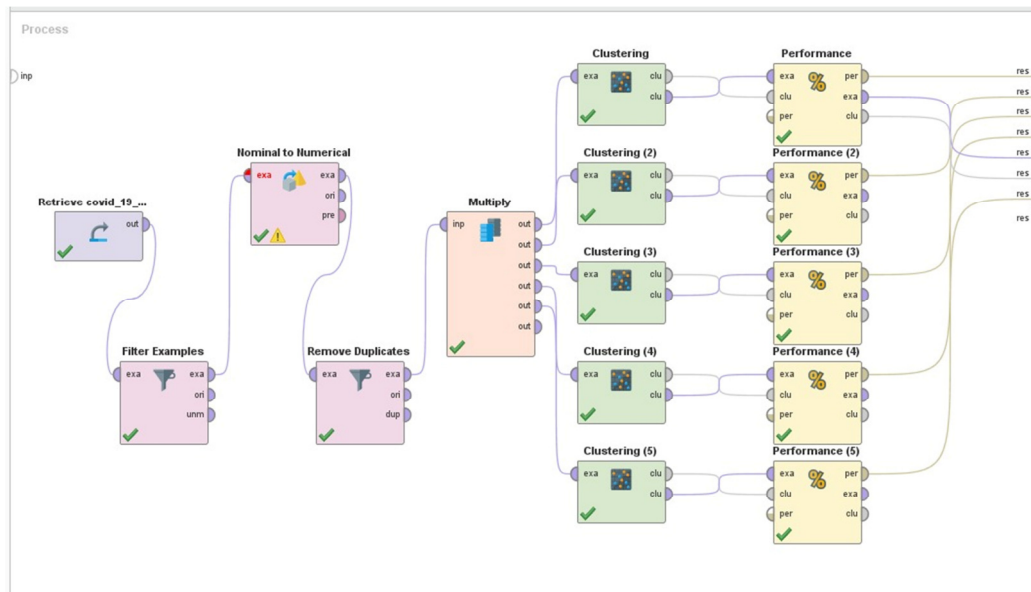 Process
inp
Retrieve covid_19_...
out
Filter Examples
exa exa
ori
unm
Nominal to Numerical
exa exa
ori
pre
Remove Duplicates
exa exa
ori
dup
Multiply
inp out
out
out
out
out
out
Clustering
exa clu
clu
Performance
exa per
clu exa
per clu
Clustering (2)
exa clu
clu
Performance (2)
exa per
clu exa
per clu
Clustering (3)
exa clu
clu
Performance (3)
exa per
clu exa
per clu
Clustering (4)
exa clu
clu
Performance (4)
exa per
clu exa
per clu
Clustering (5)
exa clu
clu
Performance (5)
exa per
clu exa
per clu
res
res
res
res
res
res
res
res